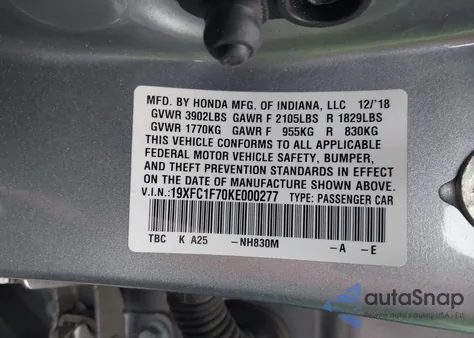 MFD. BY HONDA MFG. OF INDIANA, LLC 12/'18
GVWR 3902LBS GAWR F 2105LBS R 1829LBS
GVWR 1770KG GAWR F 955KG R 830KG
THIS VEHICLE CONFORMS TO ALL APPLICABLE
FEDERAL MOTOR VEHICLE SAFETY, BUMPER,
AND THEFT PREVENTION STANDARDS IN EFFECT
ON THE DATE OF MANUFACTURE SHOWN ABOVE.
V.I.N.:19XFC1F70KE000277 TYPE: PASSENGER CAR
TBC K A25 -NH830M -A -E
autoSnap